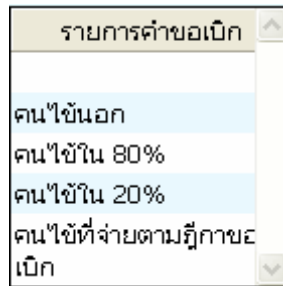 รายการคำขอเบิก
คนไข้นอก
คนไข้ใน 80%
คนไข้ใน 20%
คนไข้ที่จ่ายตามฎีกาขอ
เบิก